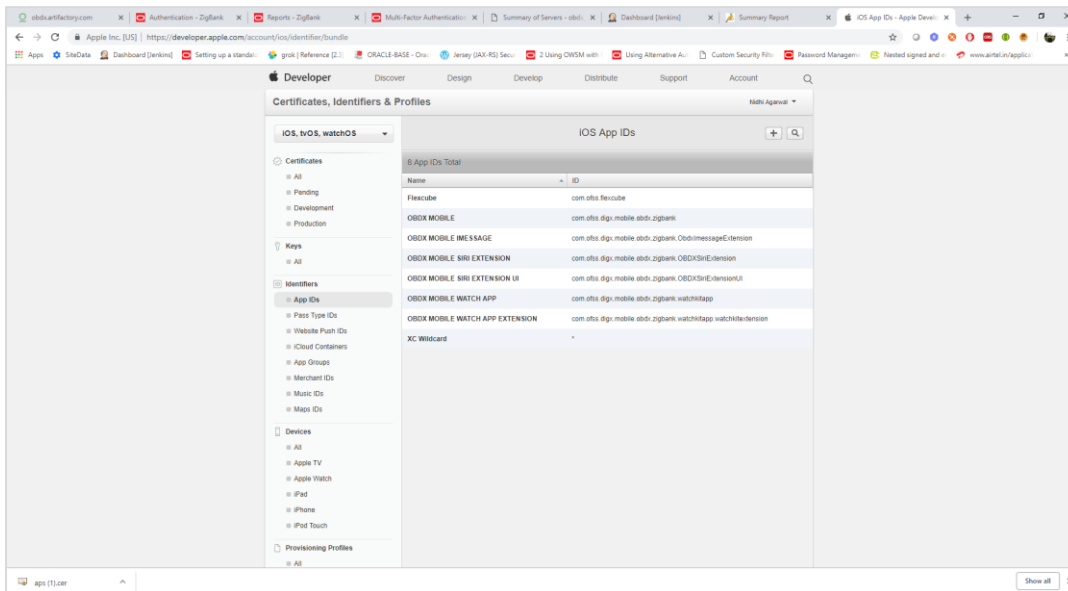 obdx.artifactory.com
Authentication - ZigBank
Reports - ZigBank
Multi-Factor Authentication
Summary of Servers - obdx
Dashboard [Jenkins]
Summary Report
iOS App IDs - Apple Develo
Apple Inc. [US] | https://developer.apple.com/account/ios/identifier/bundle
Apps
SiteData
Dashboard [Jenkins]
Setting up a standalo
grok | Reference [2.3]
ORACLE-BASE - Orac
Jersey (JAX-RS) Secur
2 Using OWSM with
Using Alternative Aut
Custom Security Filte
Password Manageme
Nested signed and e
www.airtel.in/applica
Developer
Discover
Design
Develop
Distribute
Support
Account
Certificates, Identifiers & Profiles
Nidhi Agarwal
iOS, tvOS, watchOS
iOS App IDs
Certificates
All
Pending
Development
Production
Keys
All
Identifiers
App IDs
Pass Type IDs
Website Push IDs
iCloud Containers
App Groups
Merchant IDs
Music IDs
Maps IDs
Devices
All
Apple TV
Apple Watch
iPad
iPhone
iPod Touch
Provisioning Profiles
All
8 App IDs Total
Name ID
Flexcube com.ofss.flexcube
OBDX MOBILE com.ofss.digx.mobile.obdx.zigbank
OBDX MOBILE IMESSAGE com.ofss.digx.mobile.obdx.zigbank.ObdxImessageExtension
OBDX MOBILE SIRI EXTENSION com.ofss.digx.mobile.obdx.zigbank.OBDXSiriExtension
OBDX MOBILE SIRI EXTENSION UI com.ofss.digx.mobile.obdx.zigbank.OBDXSiriExtensionUI
OBDX MOBILE WATCH APP com.ofss.digx.mobile.obdx.zigbank.watchkitapp
OBDX MOBILE WATCH APP EXTENSION com.ofss.digx.mobile.obdx.zigbank.watchkitapp.watchkitextension
XC Wildcard *
aps (1).cer
Show all